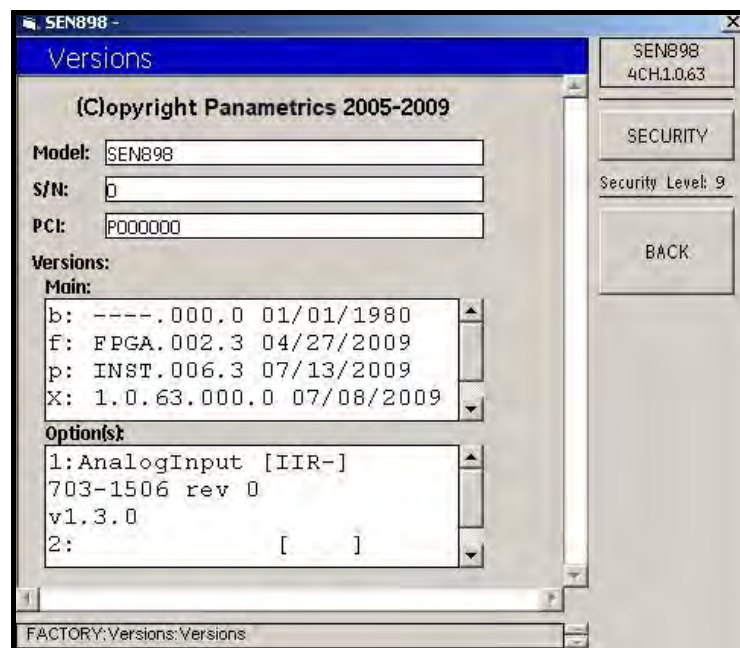 SEN898 -
Versions
(C)opyright Panametrics 2005-2009
Model: SEN898
S/N: 0
PCI: P000000
Versions:
Main:
b: ----.000.0 01/01/1980
f: FPGA.002.3 04/27/2009
p: INST.006.3 07/13/2009
X: 1.0.63.000.0 07/08/2009
Option(s):
1:AnalogInput [IIR-]
703-1506 rev 0
v1.3.0
2: [ ]
FACTORY:Versions:Versions
SEN898
4CH.1.0.63
SECURITY
Security Level: 9
BACK